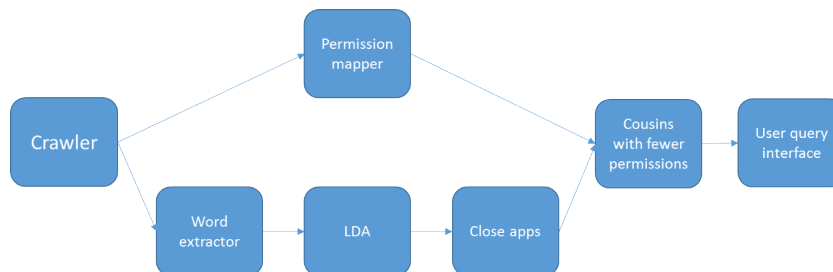 Permission
mapper
Crawler
Cousins
with fewer
permissions
User query
interface
Word
extractor
LDA
Close apps